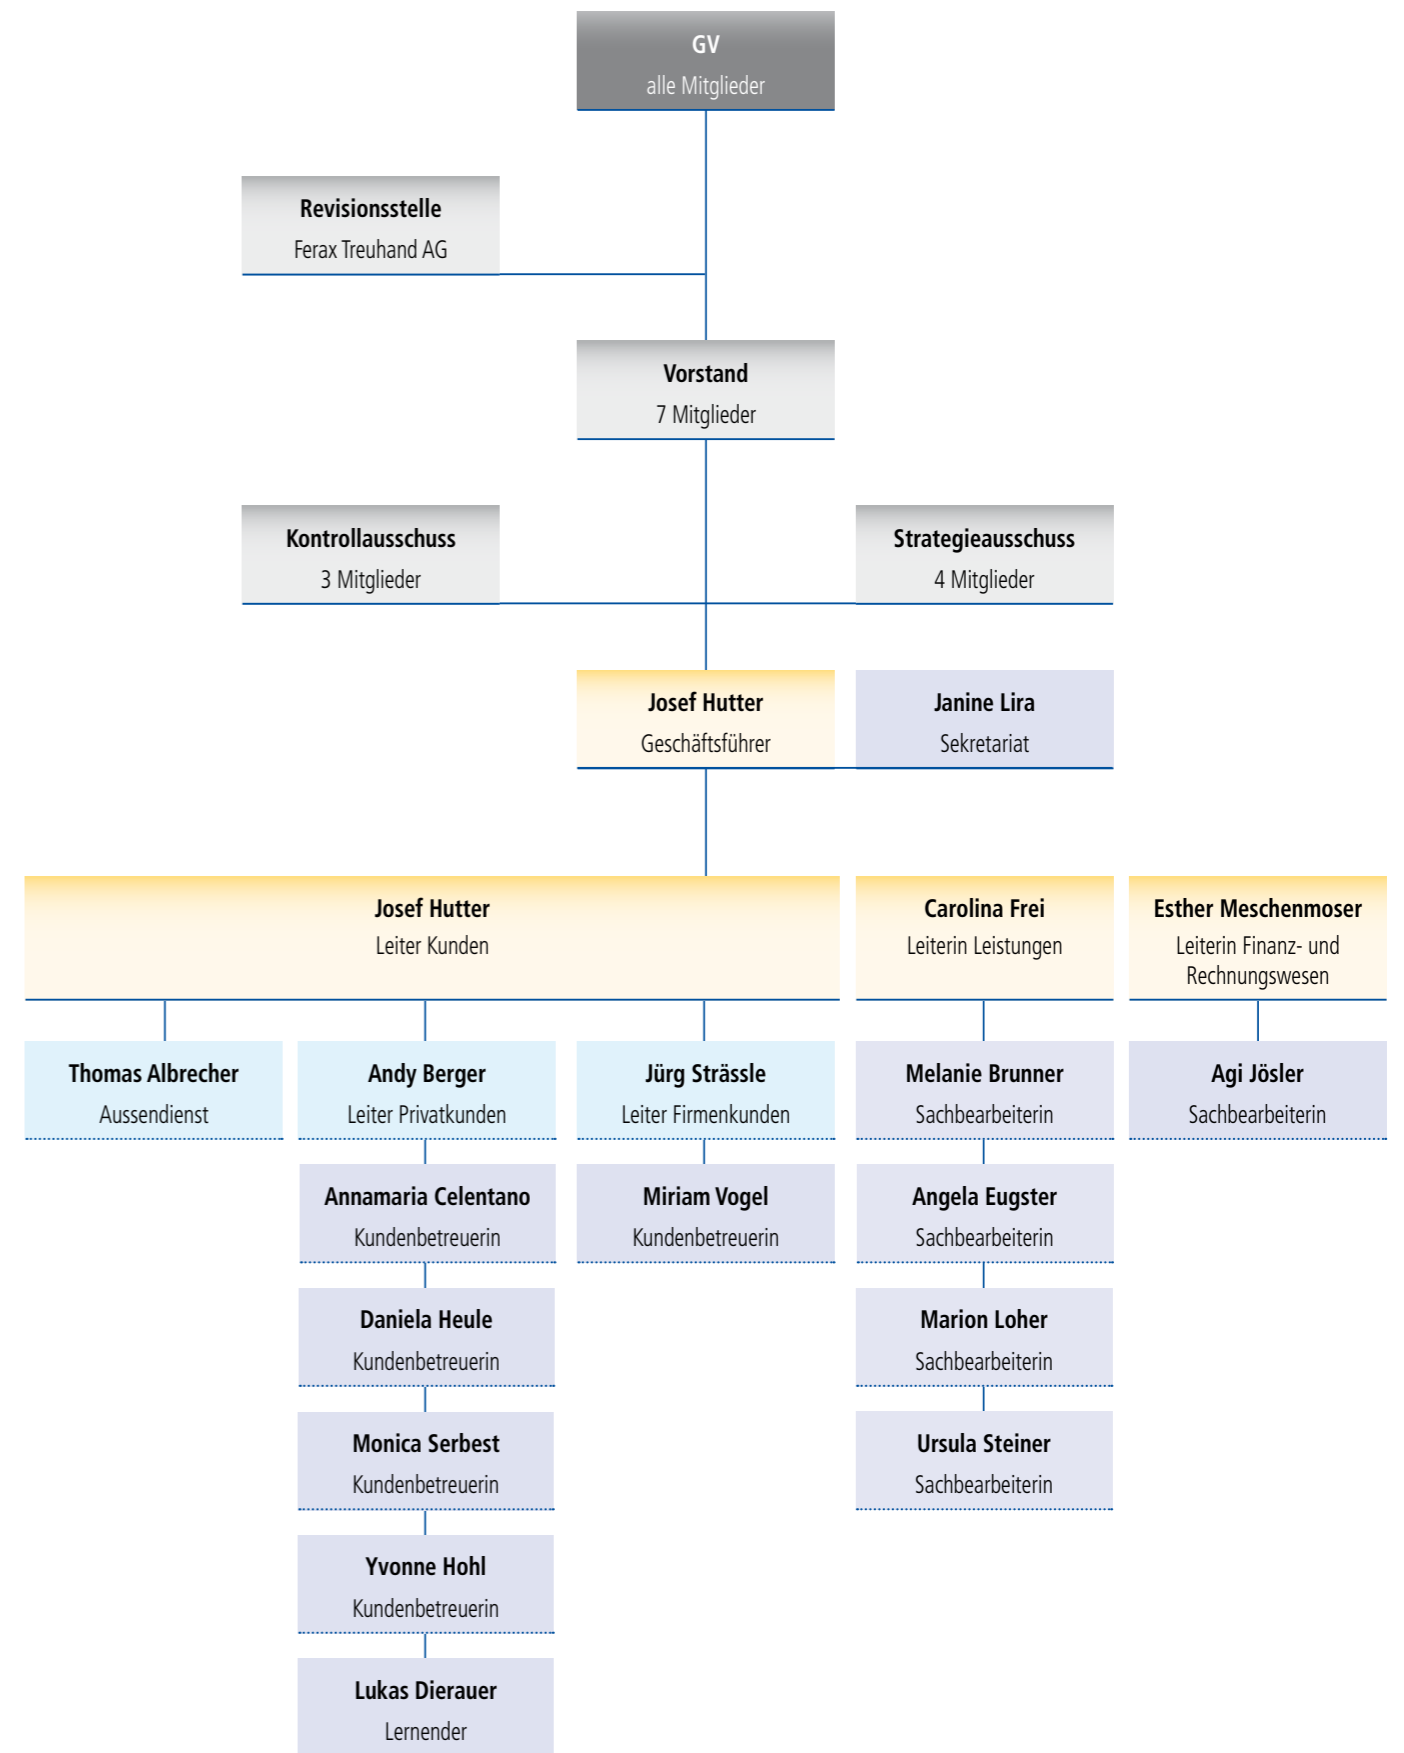 GV
alle Mitglieder
Revisionsstelle
Ferax Treuhand AG
Vorstand
7 Mitglieder
Kontrollausschuss
3 Mitglieder
Strategieausschuss
4 Mitglieder
Josef Hutter
Geschäftsführer
Janine Lira
Sekretariat
Josef Hutter
Leiter Kunden
Carolina Frei
Leiterin Leistungen
Esther Meschenmoser
Leiterin Finanz- und
Rechnungswesen
Thomas Albrecher
Aussendienst
Andy Berger
Leiter Privatkunden
Jürg Strässle
Leiter Firmenkunden
Melanie Brunner
Sachbearbeiterin
Agi Jösler
Sachbearbeiterin
Annamaria Celentano
Kundenbetreuerin
Miriam Vogel
Kundenbetreuerin
Angela Eugster
Sachbearbeiterin
Daniela Heule
Kundenbetreuerin
Marion Loher
Sachbearbeiterin
Monica Serbest
Kundenbetreuerin
Ursula Steiner
Sachbearbeiterin
Yvonne Hohl
Kundenbetreuerin
Lukas Dierauer
Lernender